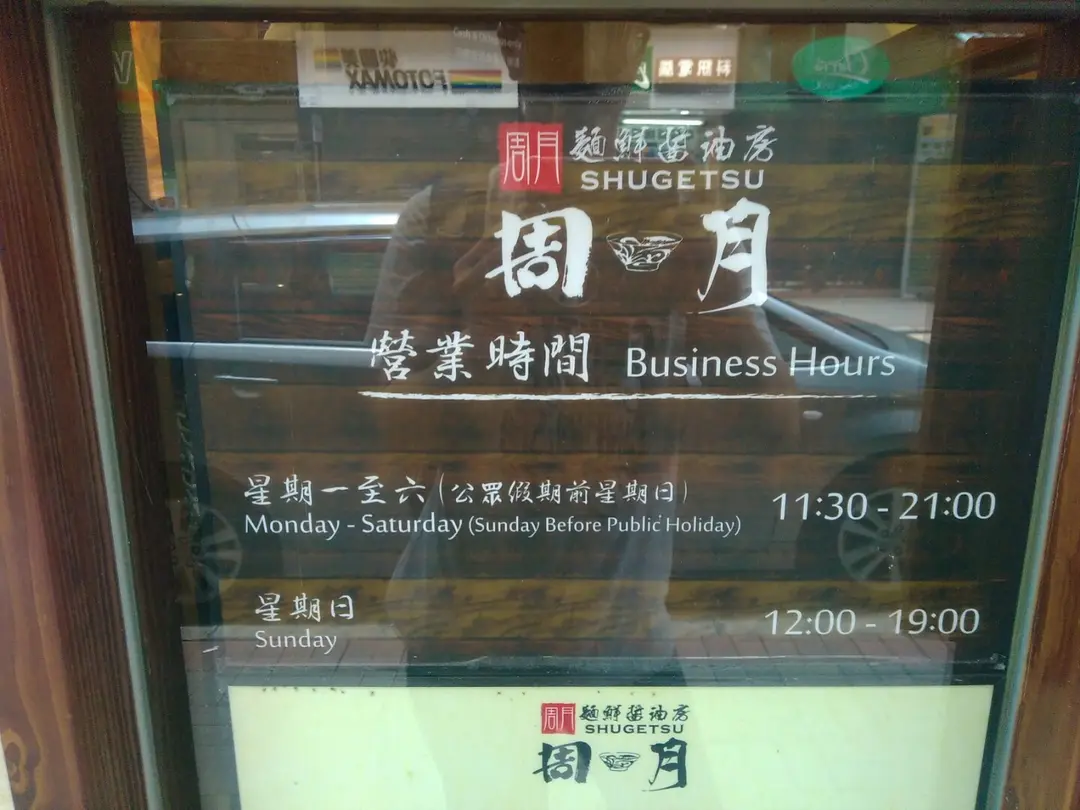 周月 麵鮮醬油房
SHUGETSU
周月
營業時間 Business Hours
星期一至六(公眾假期前星期日) 11:30 - 21:00
Monday - Saturday (Sunday Before Public Holiday)
星期日 12:00 - 19:00
Sunday
周月 麵鮮醬油房
SHUGETSU
周月